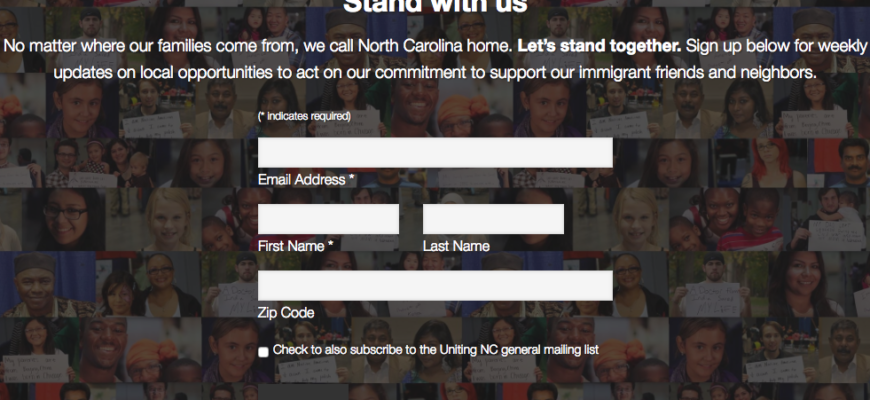 Stand with us
No matter where our families come from, we call North Carolina home. Let's stand together. Sign up below for weekly
updates on local opportunities to act on our commitment to support our immigrant friends and neighbors.
(* indicates required)
Email Address *
First Name * Last Name
Zip Code
Check to also subscribe to the Uniting NC general mailing list